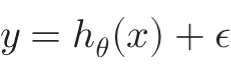 y = h_θ(x) + ϵ